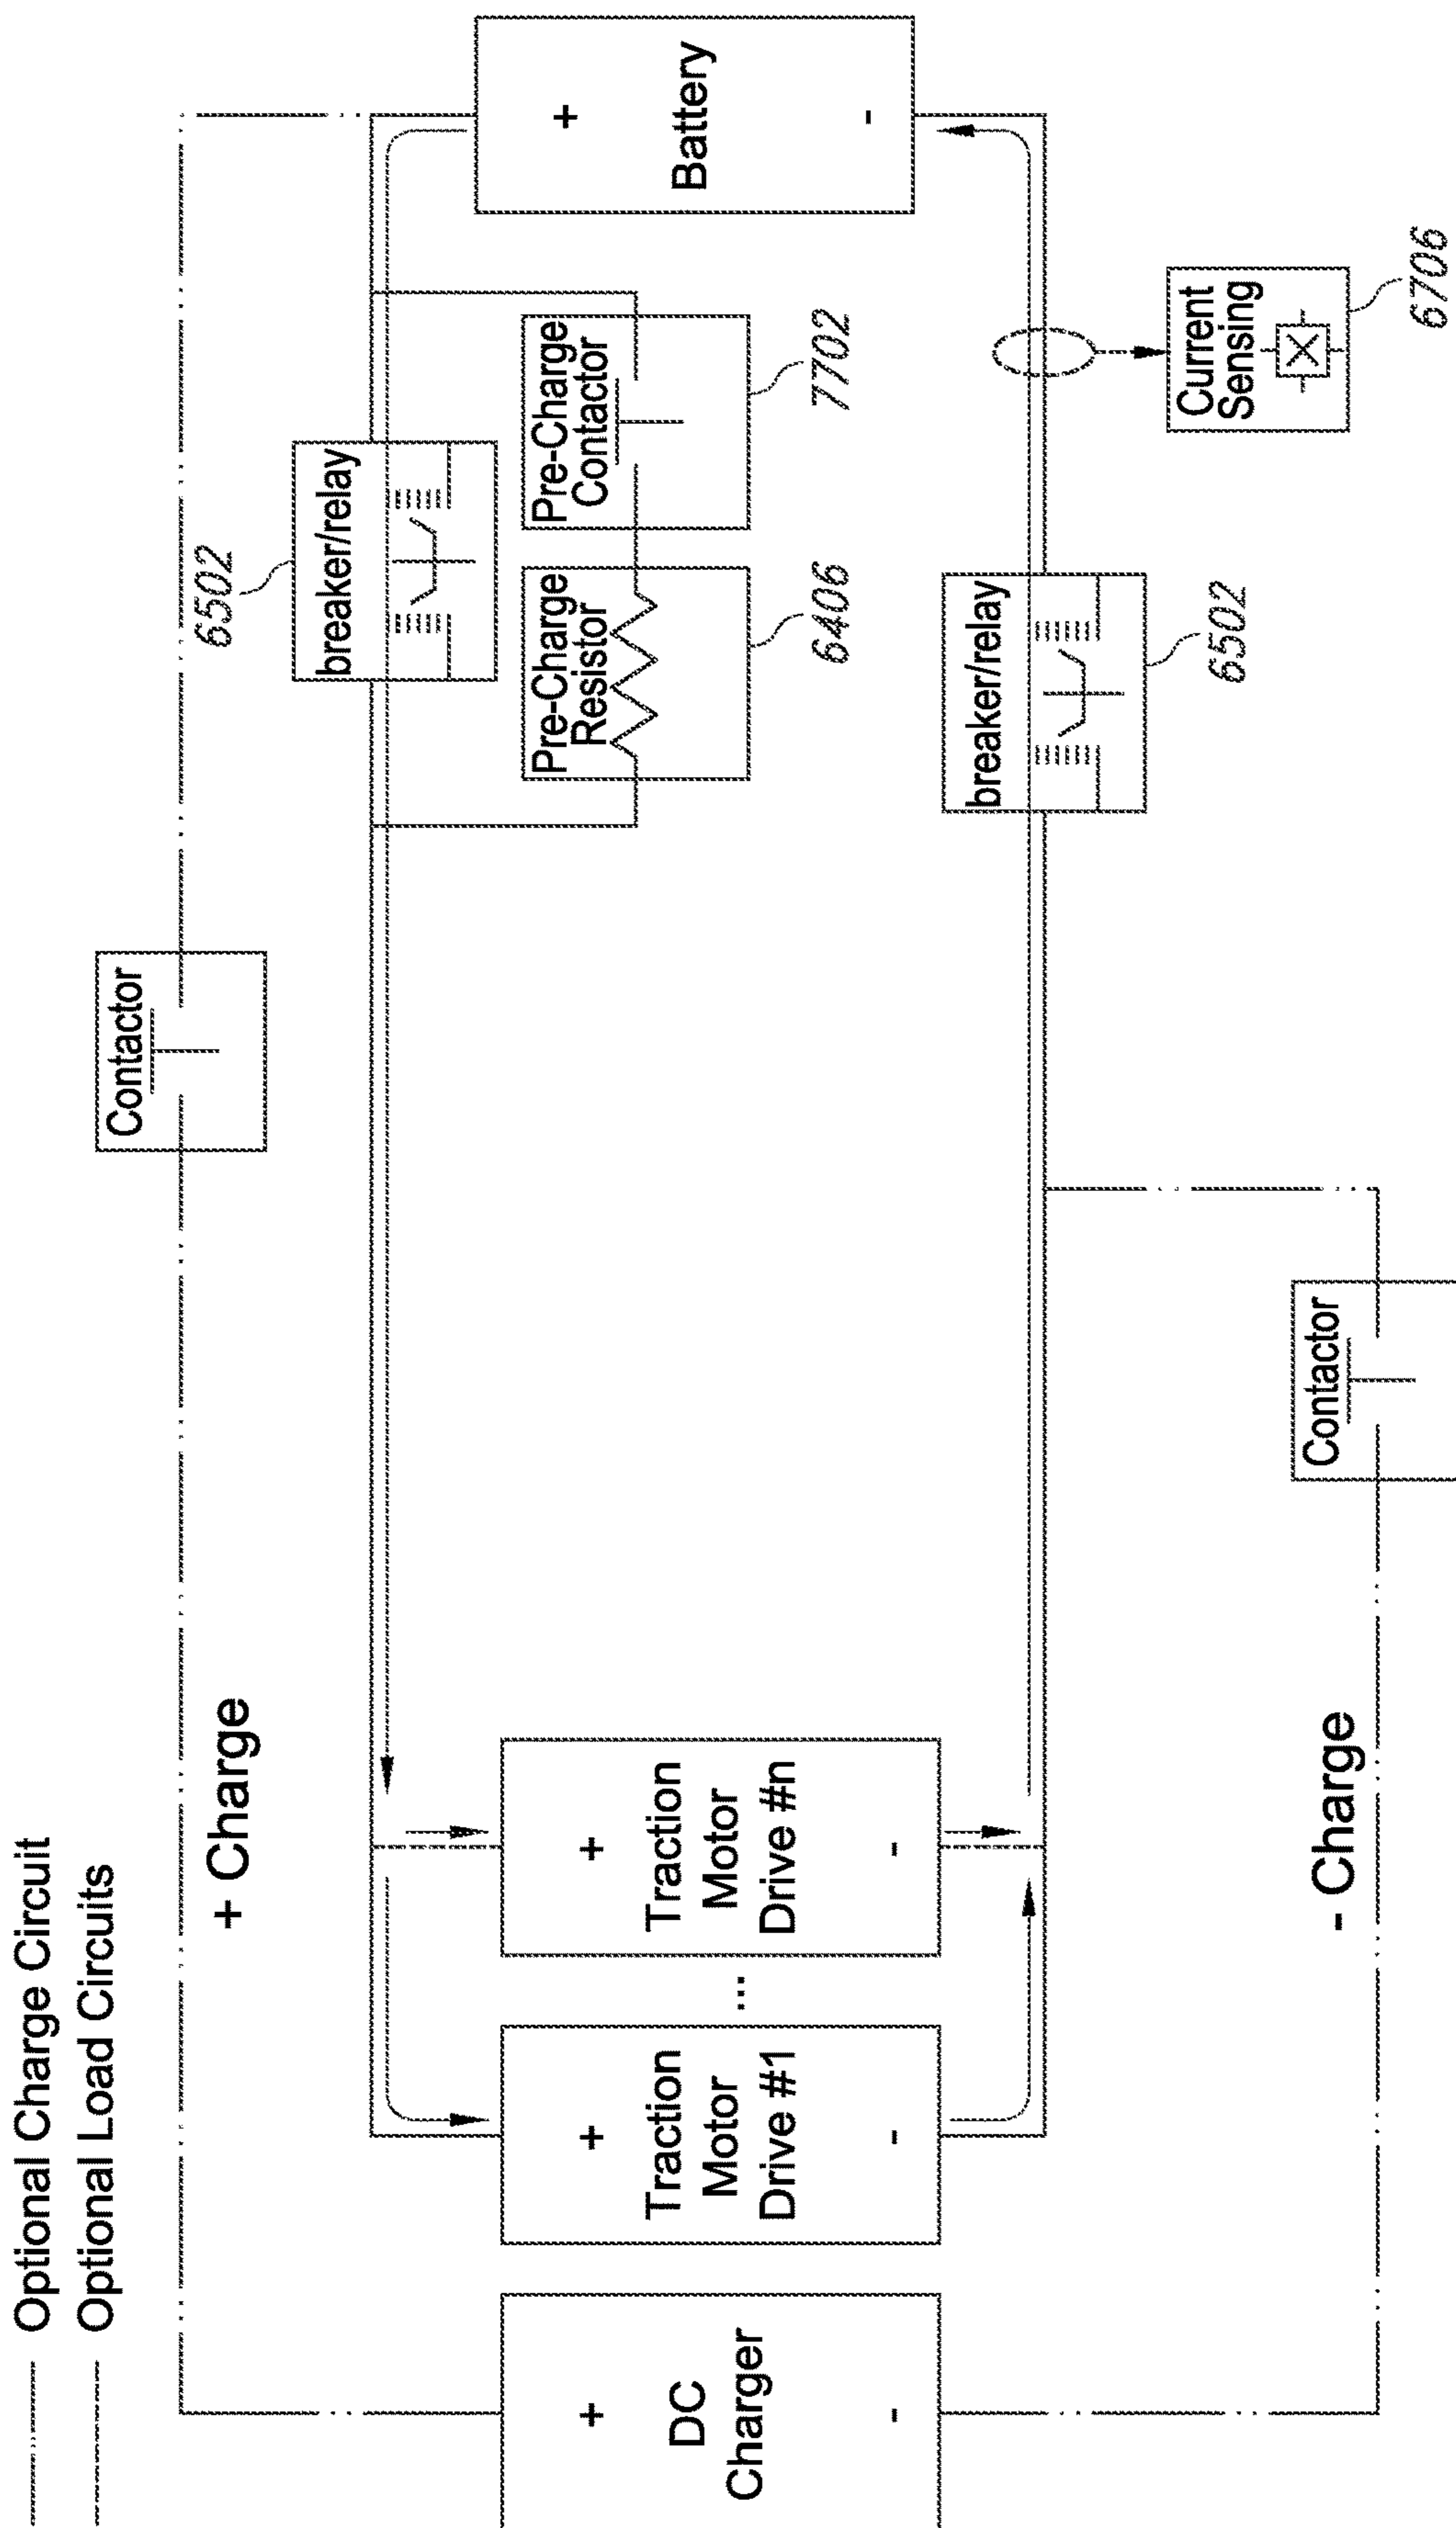 Optional Charge Circuit
Optional Load Circuits
+ Charge
Contactor
6502
breaker/relay
+
Battery
-
Pre-Charge
Resistor
6406
Pre-Charge
Contactor
7702
+
DC
Charger
-
+
Traction
Motor
Drive #1
-
...
+
Traction
Motor
Drive #n
-
breaker/relay
6502
Current
Sensing
6706
- Charge
Contactor